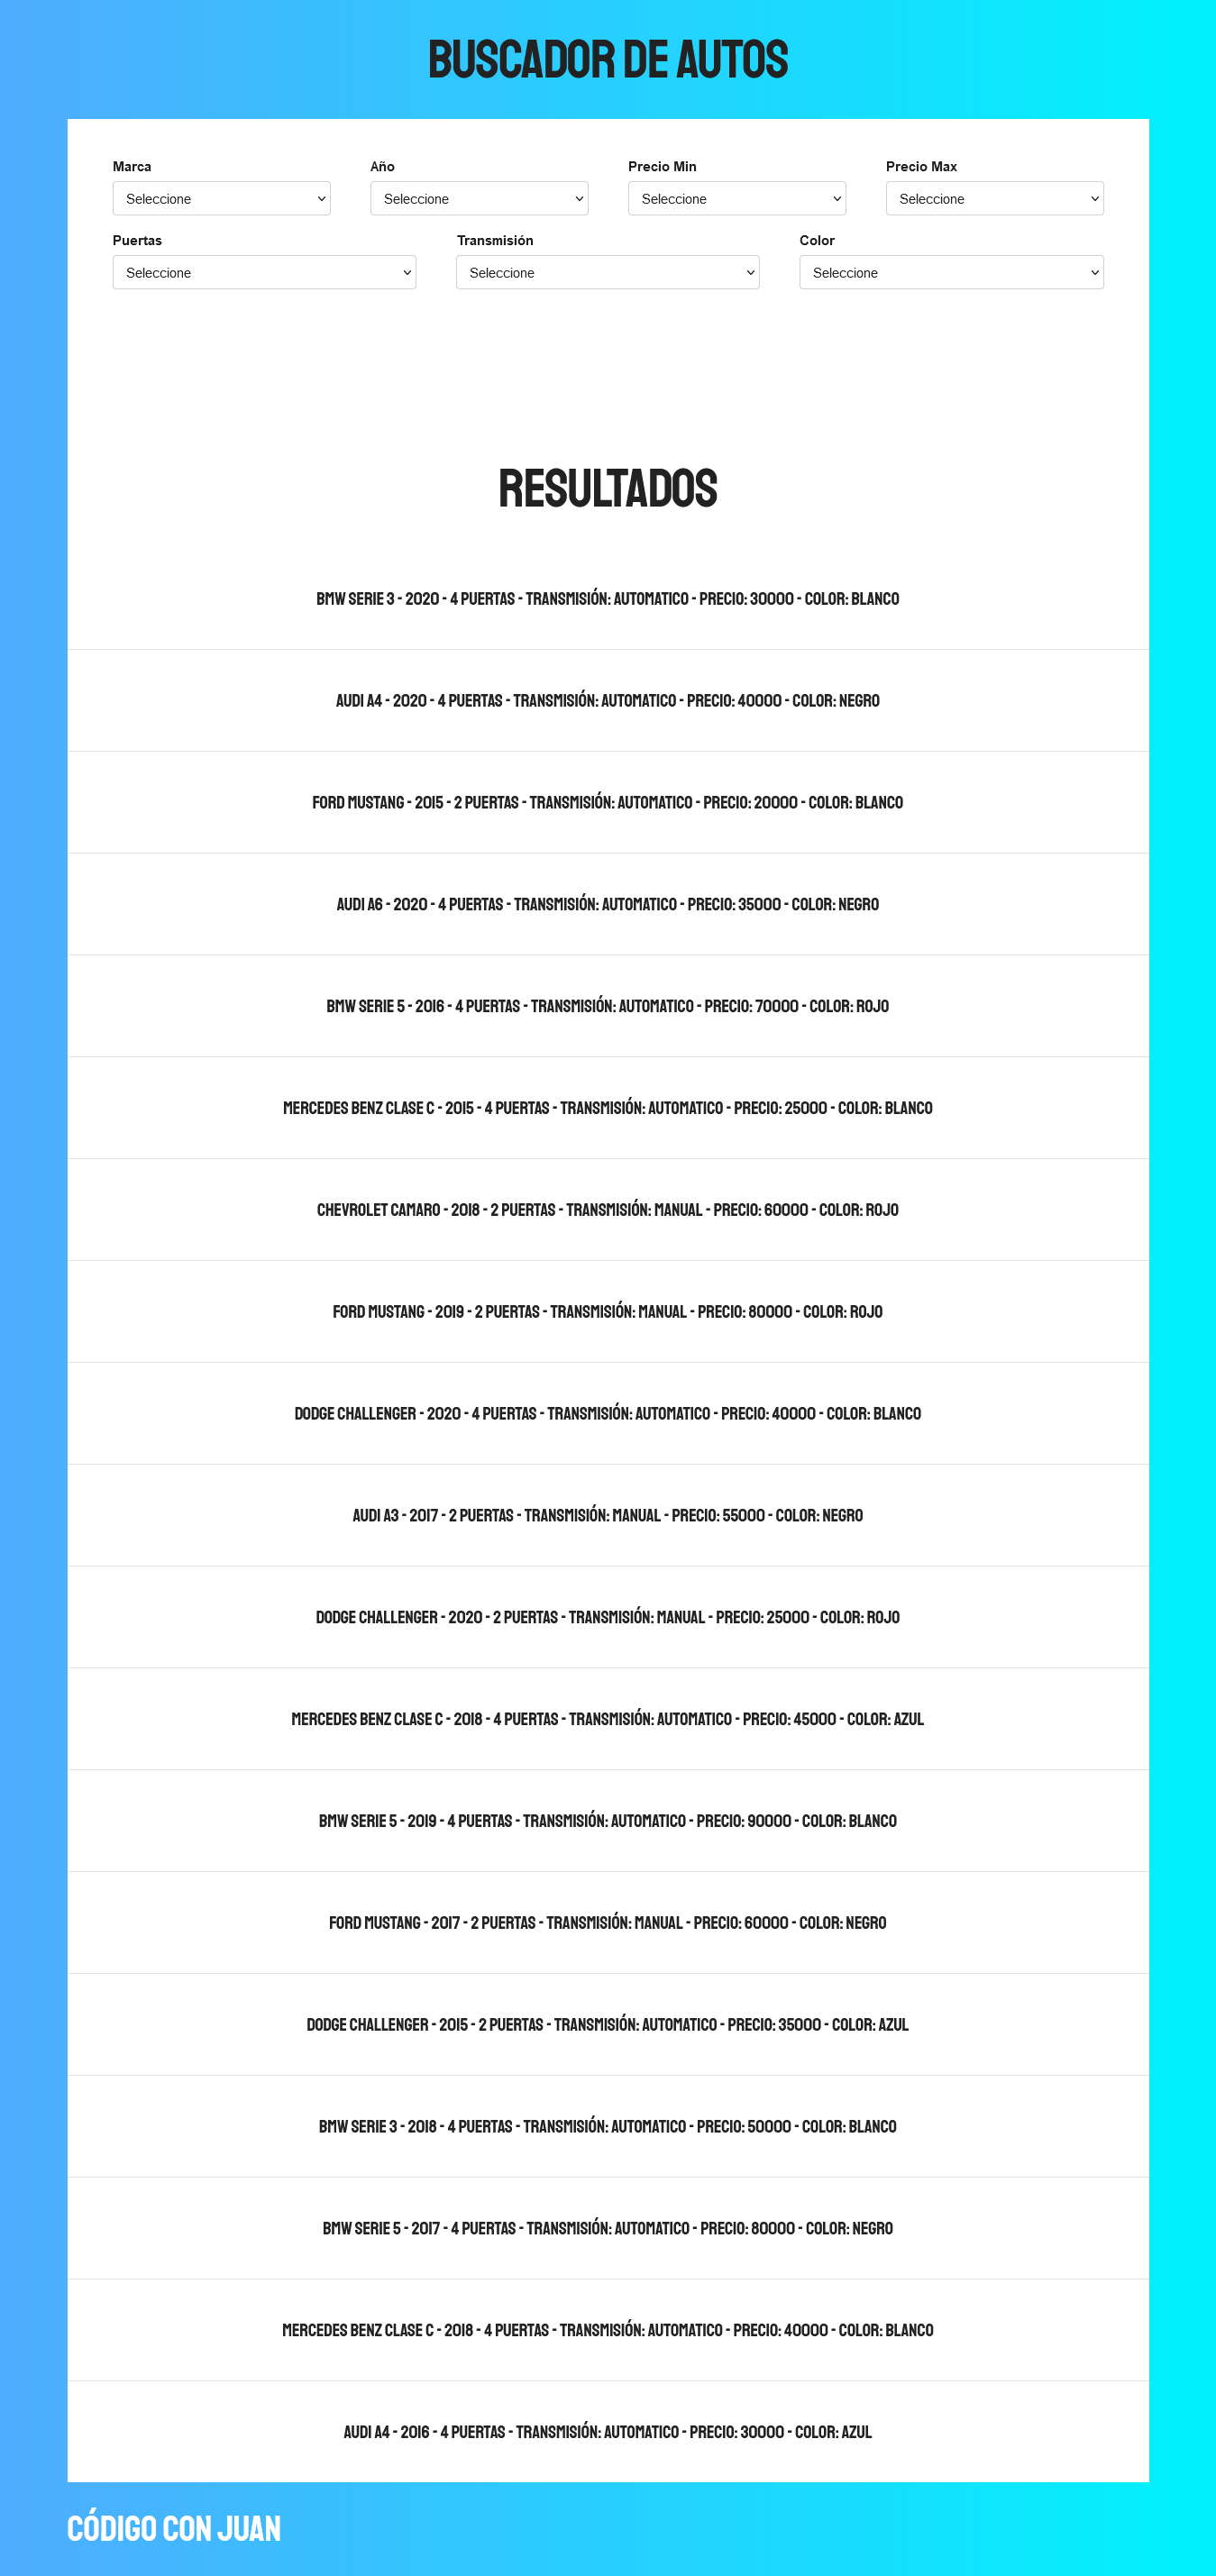 BUSCADOR DE AUTOS
Marca Año Precio Min Precio Max
Seleccione Seleccione Seleccione Seleccione
Puertas Transmisión Color
Seleccione Seleccione Seleccione
RESULTADOS
BMW SERIE 3 - 2020 - 4 PUERTAS - TRANSMISIÓN: AUTOMATICO - PRECIO: 30000 - COLOR: BLANCO
AUDI A4 - 2020 - 4 PUERTAS - TRANSMISIÓN: AUTOMATICO - PRECIO: 40000 - COLOR: NEGRO
FORD MUSTANG - 2015 - 2 PUERTAS - TRANSMISIÓN: AUTOMATICO - PRECIO: 20000 - COLOR: BLANCO
AUDI A6 - 2020 - 4 PUERTAS - TRANSMISIÓN: AUTOMATICO - PRECIO: 35000 - COLOR: NEGRO
BMW SERIE 5 - 2016 - 4 PUERTAS - TRANSMISIÓN: AUTOMATICO - PRECIO: 70000 - COLOR: ROJO
MERCEDES BENZ CLASE C - 2015 - 4 PUERTAS - TRANSMISIÓN: AUTOMATICO - PRECIO: 25000 - COLOR: BLANCO
CHEVROLET CAMARO - 2018 - 2 PUERTAS - TRANSMISIÓN: MANUAL - PRECIO: 60000 - COLOR: ROJO
FORD MUSTANG - 2019 - 2 PUERTAS - TRANSMISIÓN: MANUAL - PRECIO: 80000 - COLOR: ROJO
DODGE CHALLENGER - 2020 - 4 PUERTAS - TRANSMISIÓN: AUTOMATICO - PRECIO: 40000 - COLOR: BLANCO
AUDI A3 - 2017 - 2 PUERTAS - TRANSMISIÓN: MANUAL - PRECIO: 55000 - COLOR: NEGRO
DODGE CHALLENGER - 2020 - 2 PUERTAS - TRANSMISIÓN: MANUAL - PRECIO: 25000 - COLOR: ROJO
MERCEDES BENZ CLASE C - 2018 - 4 PUERTAS - TRANSMISIÓN: AUTOMATICO - PRECIO: 45000 - COLOR: AZUL
BMW SERIE 5 - 2019 - 4 PUERTAS - TRANSMISIÓN: AUTOMATICO - PRECIO: 90000 - COLOR: BLANCO
FORD MUSTANG - 2017 - 2 PUERTAS - TRANSMISIÓN: MANUAL - PRECIO: 60000 - COLOR: NEGRO
DODGE CHALLENGER - 2015 - 2 PUERTAS - TRANSMISIÓN: AUTOMATICO - PRECIO: 35000 - COLOR: AZUL
BMW SERIE 3 - 2018 - 4 PUERTAS - TRANSMISIÓN: AUTOMATICO - PRECIO: 50000 - COLOR: BLANCO
BMW SERIE 5 - 2017 - 4 PUERTAS - TRANSMISIÓN: AUTOMATICO - PRECIO: 80000 - COLOR: NEGRO
MERCEDES BENZ CLASE C - 2018 - 4 PUERTAS - TRANSMISIÓN: AUTOMATICO - PRECIO: 40000 - COLOR: BLANCO
AUDI A4 - 2016 - 4 PUERTAS - TRANSMISIÓN: AUTOMATICO - PRECIO: 30000 - COLOR: AZUL
CÓDIGO CON JUAN